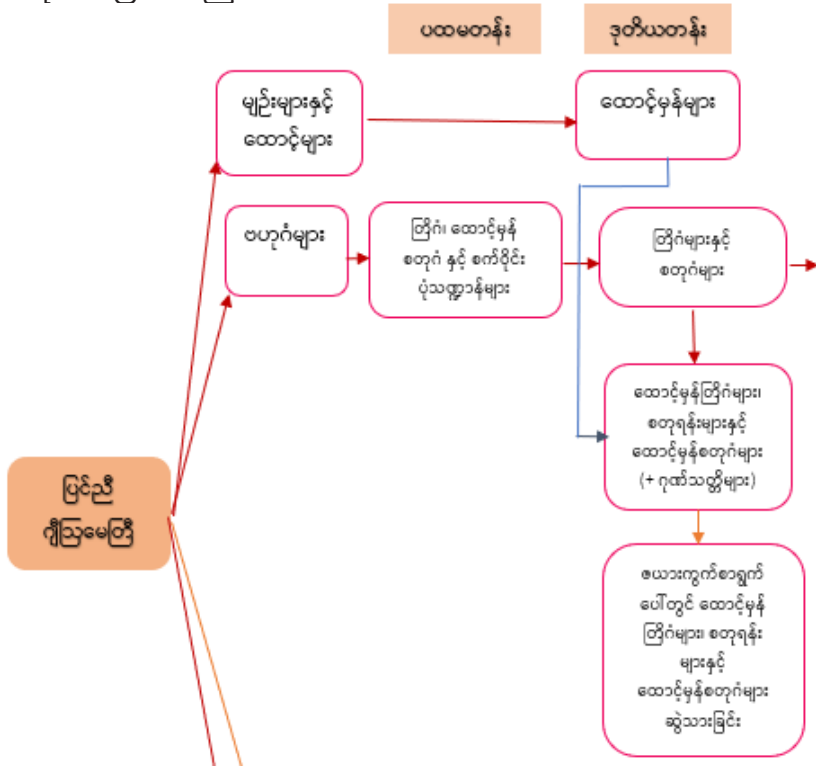 ပထမတန်း
ဒုတိယတန်း
မျဉ်းများနှင့်
ထောင့်များ
ထောင့်မှန်များ
ဗဟုဂံများ
တြိဂံ၊ ထောင့်မှန်
စတုဂံ နှင့် စက်ဝိုင်း
ပုံသဏ္ဍာန်များ
တြိဂံများနှင့်
စတုဂံများ
ထောင့်မှန်တြိဂံများ၊
စတုရန်းများနှင့်
ထောင့်မှန်စတုဂံများ
(+ ဂုဏ်သတ္တိများ)
ပြင်ညီ
ဂျီဩမေတြီ
ဇယားကွက်စာရွက်
ပေါ်တွင် ထောင့်မှန်
တြိဂံများ၊ စတုရန်း
များနှင့်
ထောင့်မှန်စတုဂံများ
ဆွဲသားခြင်း